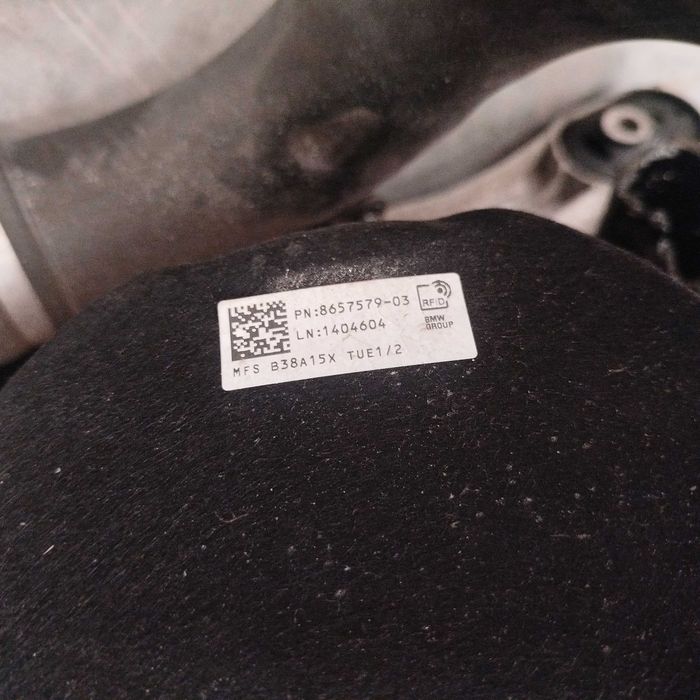 PN:8657579-03
LN:1404604
MFS B38A15X TUE1/2
RFID
BMW
GROUP